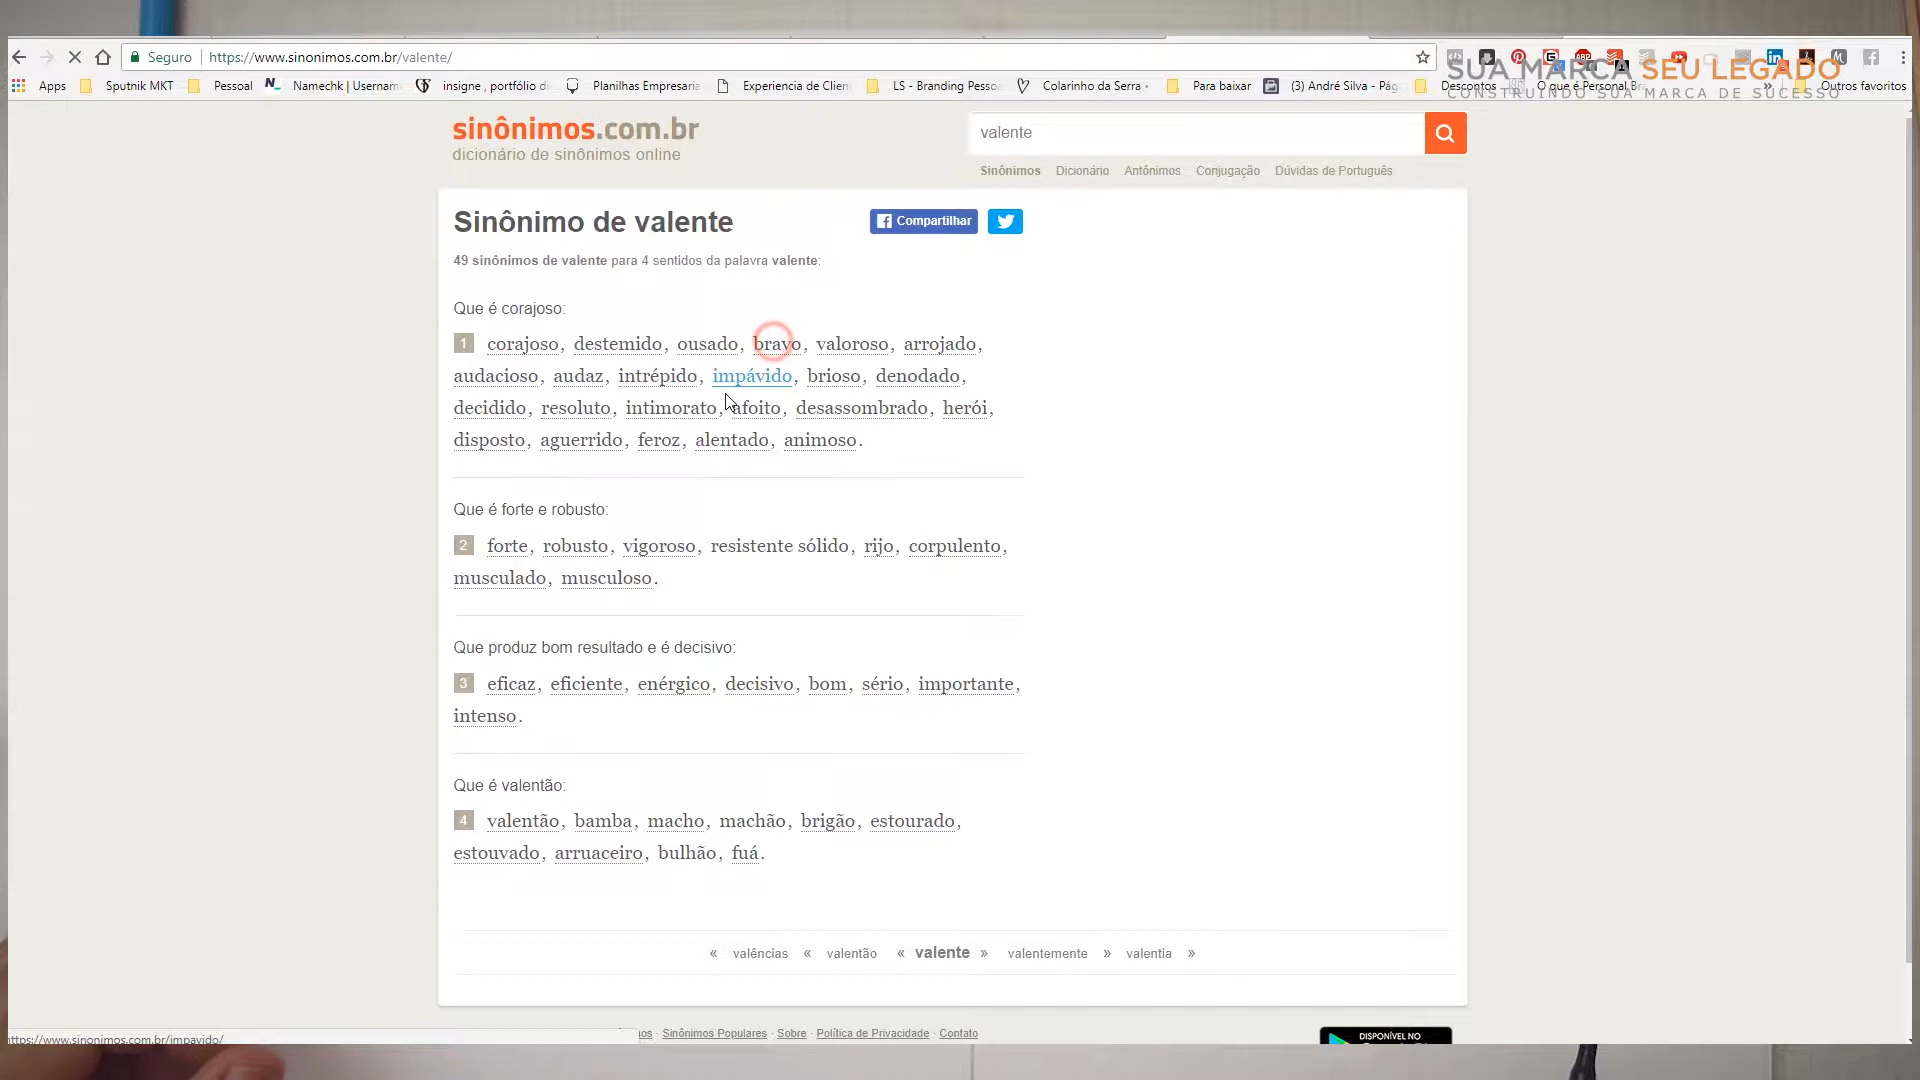 Seguro
https://www.sinonimos.com.br/valente/
SUA MARCA SEU LEGADO
CONSTRUINDO SUA MARCA DE SUCESSO
Apps
Sputnik MKT
Pessoal
Namechk | Usernam
insigne , portfólio di
Planilhas Empresaria
Experiencia de Clien
LS - Branding Pesso
Colarinho da Serra -
Para baixar
(3) André Silva - Pág
Descontos
O que é Personal Br
»
Outros favoritos
sinônimos.com.br
dicionário de sinônimos online
valente
Sinônimos Dicionário Antônimos Conjugação Dúvidas de Português
Sinônimo de valente
Compartilhar
49 sinônimos de valente para 4 sentidos da palavra valente:
Que é corajoso:
1 corajoso, destemido, ousado, bravo, valoroso, arrojado,
audacioso, audaz, intrépido, impávido, brioso, denodado,
decidido, resoluto, intimorato, afoito, desassombrado, herói,
disposto, aguerrido, feroz, alentado, animoso.
Que é forte e robusto:
2 forte, robusto, vigoroso, resistente sólido, rijo, corpulento,
musculado, musculoso.
Que produz bom resultado e é decisivo:
3 eficaz, eficiente, enérgico, decisivo, bom, sério, importante,
intenso.
Que é valentão:
4 valentão, bamba, macho, machão, brigão, estourado,
estouvado, arruaceiro, bulhão, fuá.
« valências « valentão « valente » valentemente » valentia »
Sinônimos Populares · Sobre · Política de Privacidade · Contato
DISPONÍVEL NO
https://www.sinonimos.com.br/impavido/